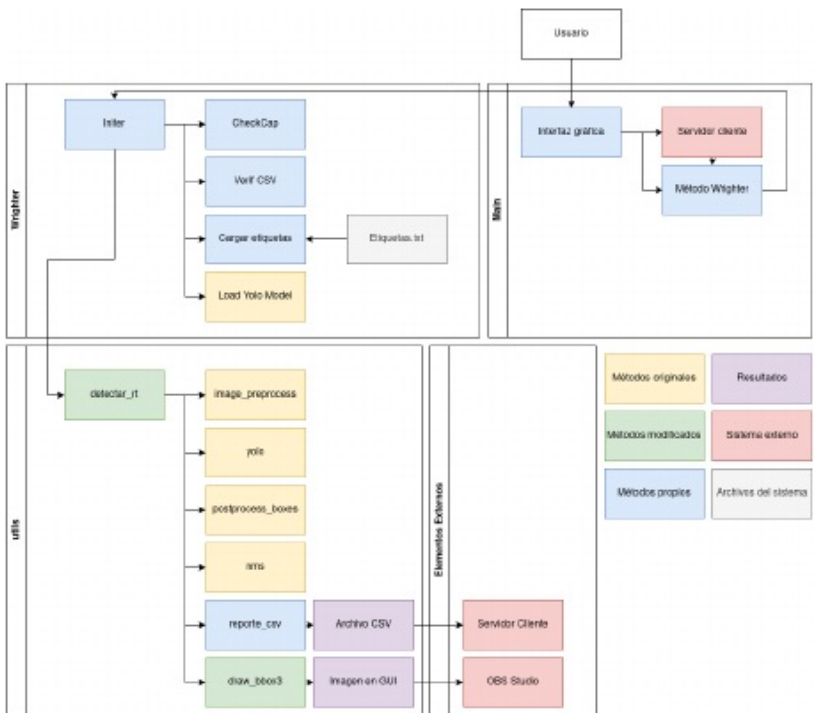 Usuario
Wrighter
Initer
CheckCap
Verif CSV
Cargar etiquetas
Etiquetas.txt
Load Yolo Model
Main
Interfaz gráfica
Servidor cliente
Método Wrighter
utils
detectar_rt
image_preprocess
yolo
postprocess_boxes
nms
reporte_csv
Archivo CSV
draw_bbox3
Imagen en GUI
Elementos Externos
Servidor Cliente
OBS Studio
Métodos originales
Resultados
Métodos modificados
Sistema externo
Métodos propios
Archivos del sistema